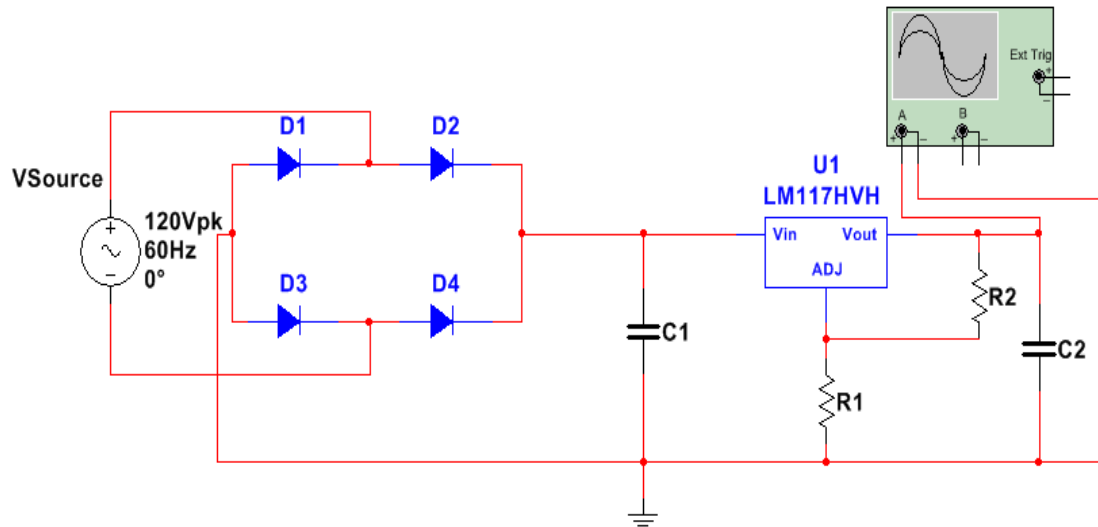 Ext Trig
+
−
A
B
+ − + −
D1
D2
U1
LM117HVH
VSource
+
−
120Vpk
60Hz
0°
Vin
Vout
ADJ
D3
D4
R2
C1
C2
R1